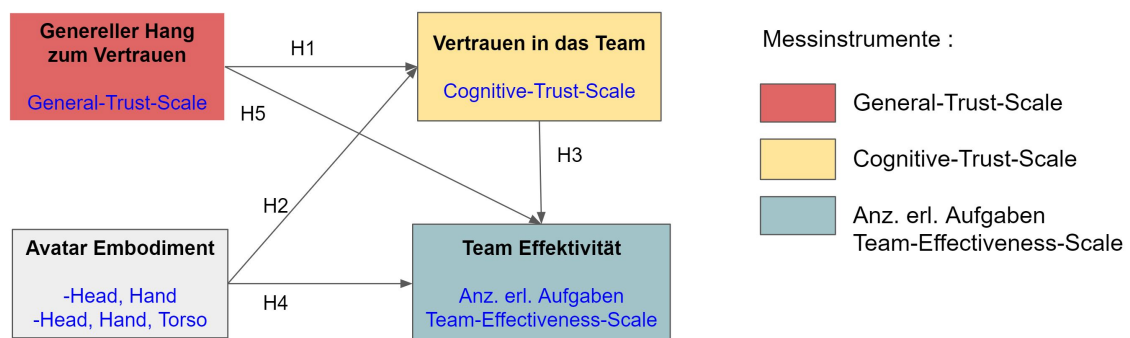 Genereller Hang
zum Vertrauen
General-Trust-Scale
H1
H5
Vertrauen in das Team
Cognitive-Trust-Scale
H3
H2
Avatar Embodiment
-Head, Hand
-Head, Hand, Torso
H4
Team Effektivität
Anz. erl. Aufgaben
Team-Effectiveness-Scale
Messinstrumente :
General-Trust-Scale
Cognitive-Trust-Scale
Anz. erl. Aufgaben
Team-Effectiveness-Scale